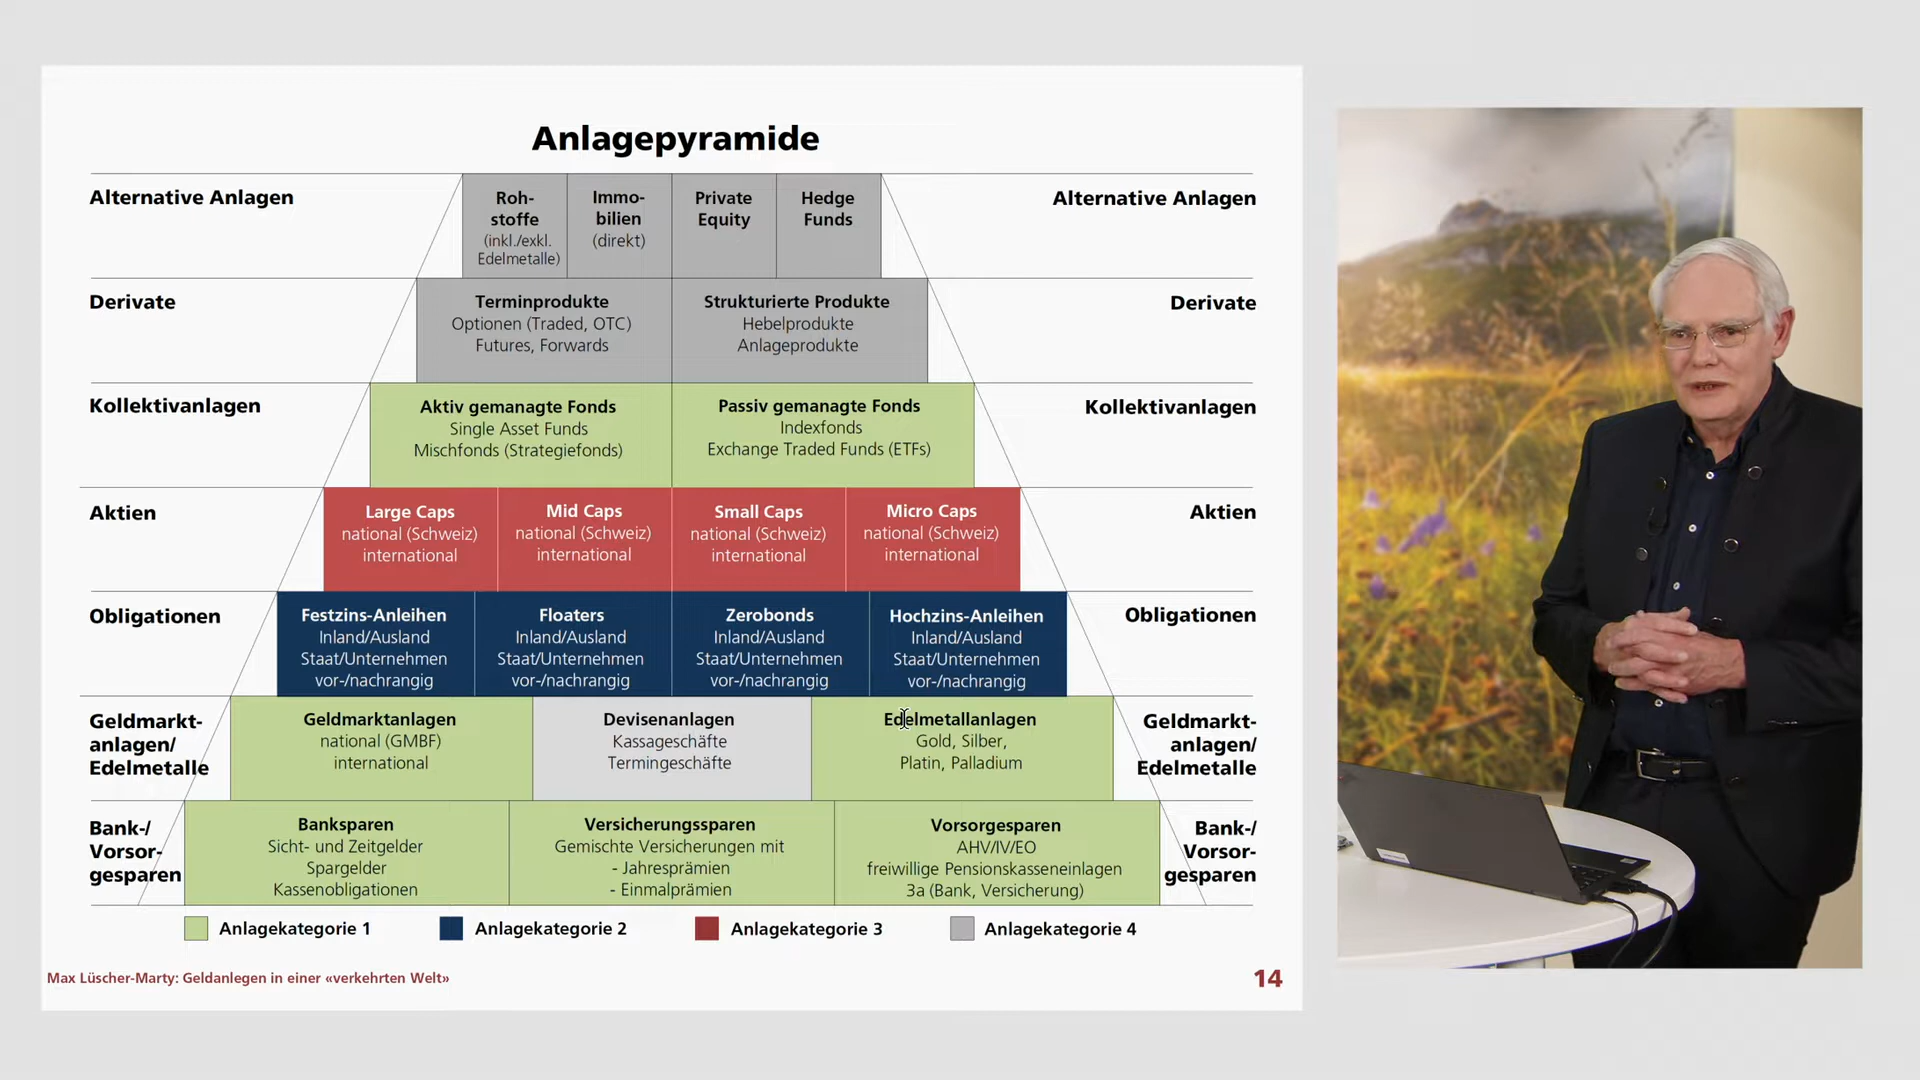 Anlagepyramide
Alternative Anlagen
Roh-
stoffe
(inkl./exkl.
Edelmetalle)
Immo-
bilien
(direkt)
Private
Equity
Hedge
Funds
Alternative Anlagen
Derivate
Terminprodukte
Optionen (Traded, OTC)
Futures, Forwards
Strukturierte Produkte
Hebelprodukte
Anlageprodukte
Derivate
Kollektivanlagen
Aktiv gemanagte Fonds
Single Asset Funds
Mischfonds (Strategiefonds)
Passiv gemanagte Fonds
Indexfonds
Exchange Traded Funds (ETFs)
Kollektivanlagen
Aktien
Large Caps
national (Schweiz)
international
Mid Caps
national (Schweiz)
international
Small Caps
national (Schweiz)
international
Micro Caps
national (Schweiz)
international
Aktien
Obligationen
Festzins-Anleihen
Inland/Ausland
Staat/Unternehmen
vor-/nachrangig
Floaters
Inland/Ausland
Staat/Unternehmen
vor-/nachrangig
Zerobonds
Inland/Ausland
Staat/Unternehmen
vor-/nachrangig
Hochzins-Anleihen
Inland/Ausland
Staat/Unternehmen
vor-/nachrangig
Obligationen
Geldmarkt-
anlagen/
Edelmetalle
Geldmarktanlagen
national (GMBF)
international
Devisenanlagen
Kassageschäfte
Termingeschäfte
Edelmetallanlagen
Gold, Silber,
Platin, Palladium
Geldmarkt-
anlagen/
Edelmetalle
Bank-/
Vorsor-
gesparen
Banksparen
Sicht- und Zeitgelder
Spargelder
Kassenobligationen
Versicherungssparen
Gemischte Versicherungen mit
- Jahresprämien
- Einmalprämien
Vorsorgesparen
AHV/IV/EO
freiwillige Pensionskasseneinlagen
3a (Bank, Versicherung)
Bank-/
Vorsor-
gesparen
Anlagekategorie 1
Anlagekategorie 2
Anlagekategorie 3
Anlagekategorie 4
Max Lüscher-Marty: Geldanlegen in einer «verkehrten Welt»
14